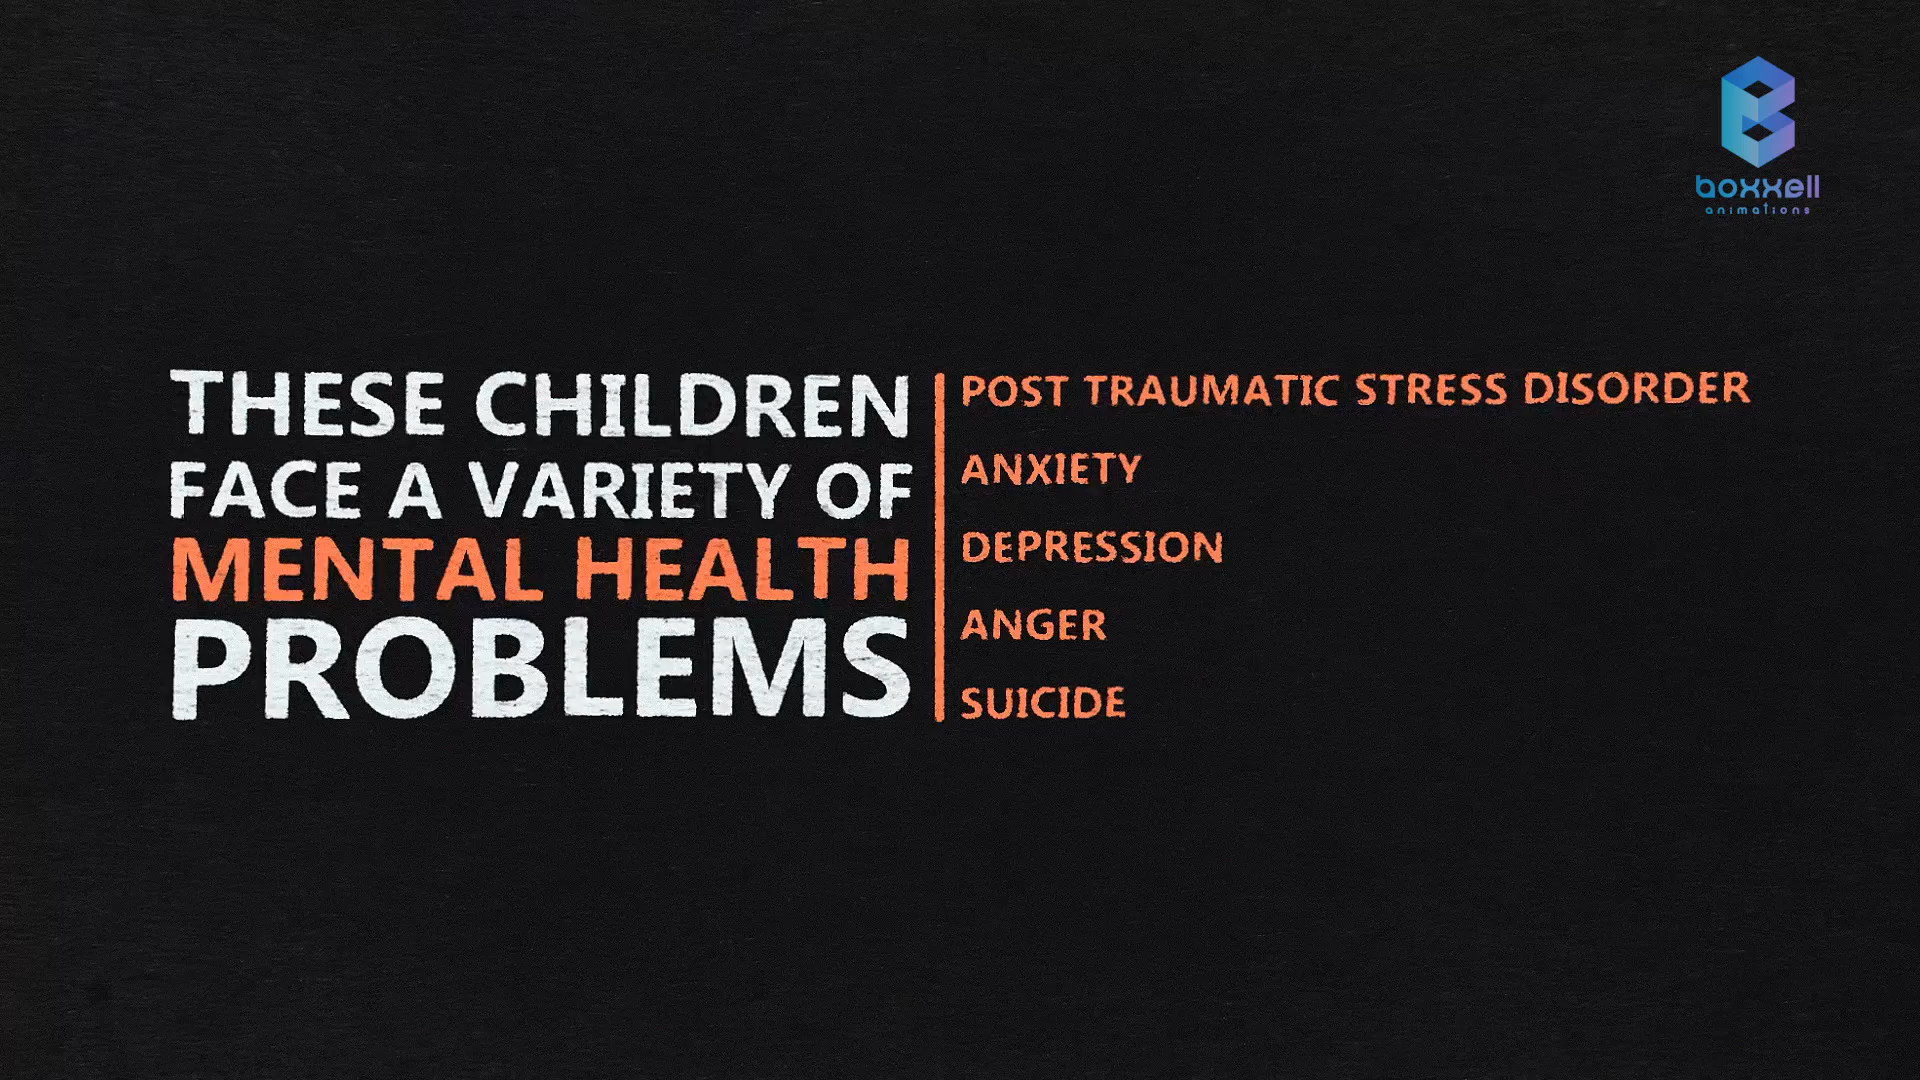 boxxell
animations
THESE CHILDREN
FACE A VARIETY OF
MENTAL HEALTH
PROBLEMS
POST TRAUMATIC STRESS DISORDER
ANXIETY
DEPRESSION
ANGER
SUICIDE